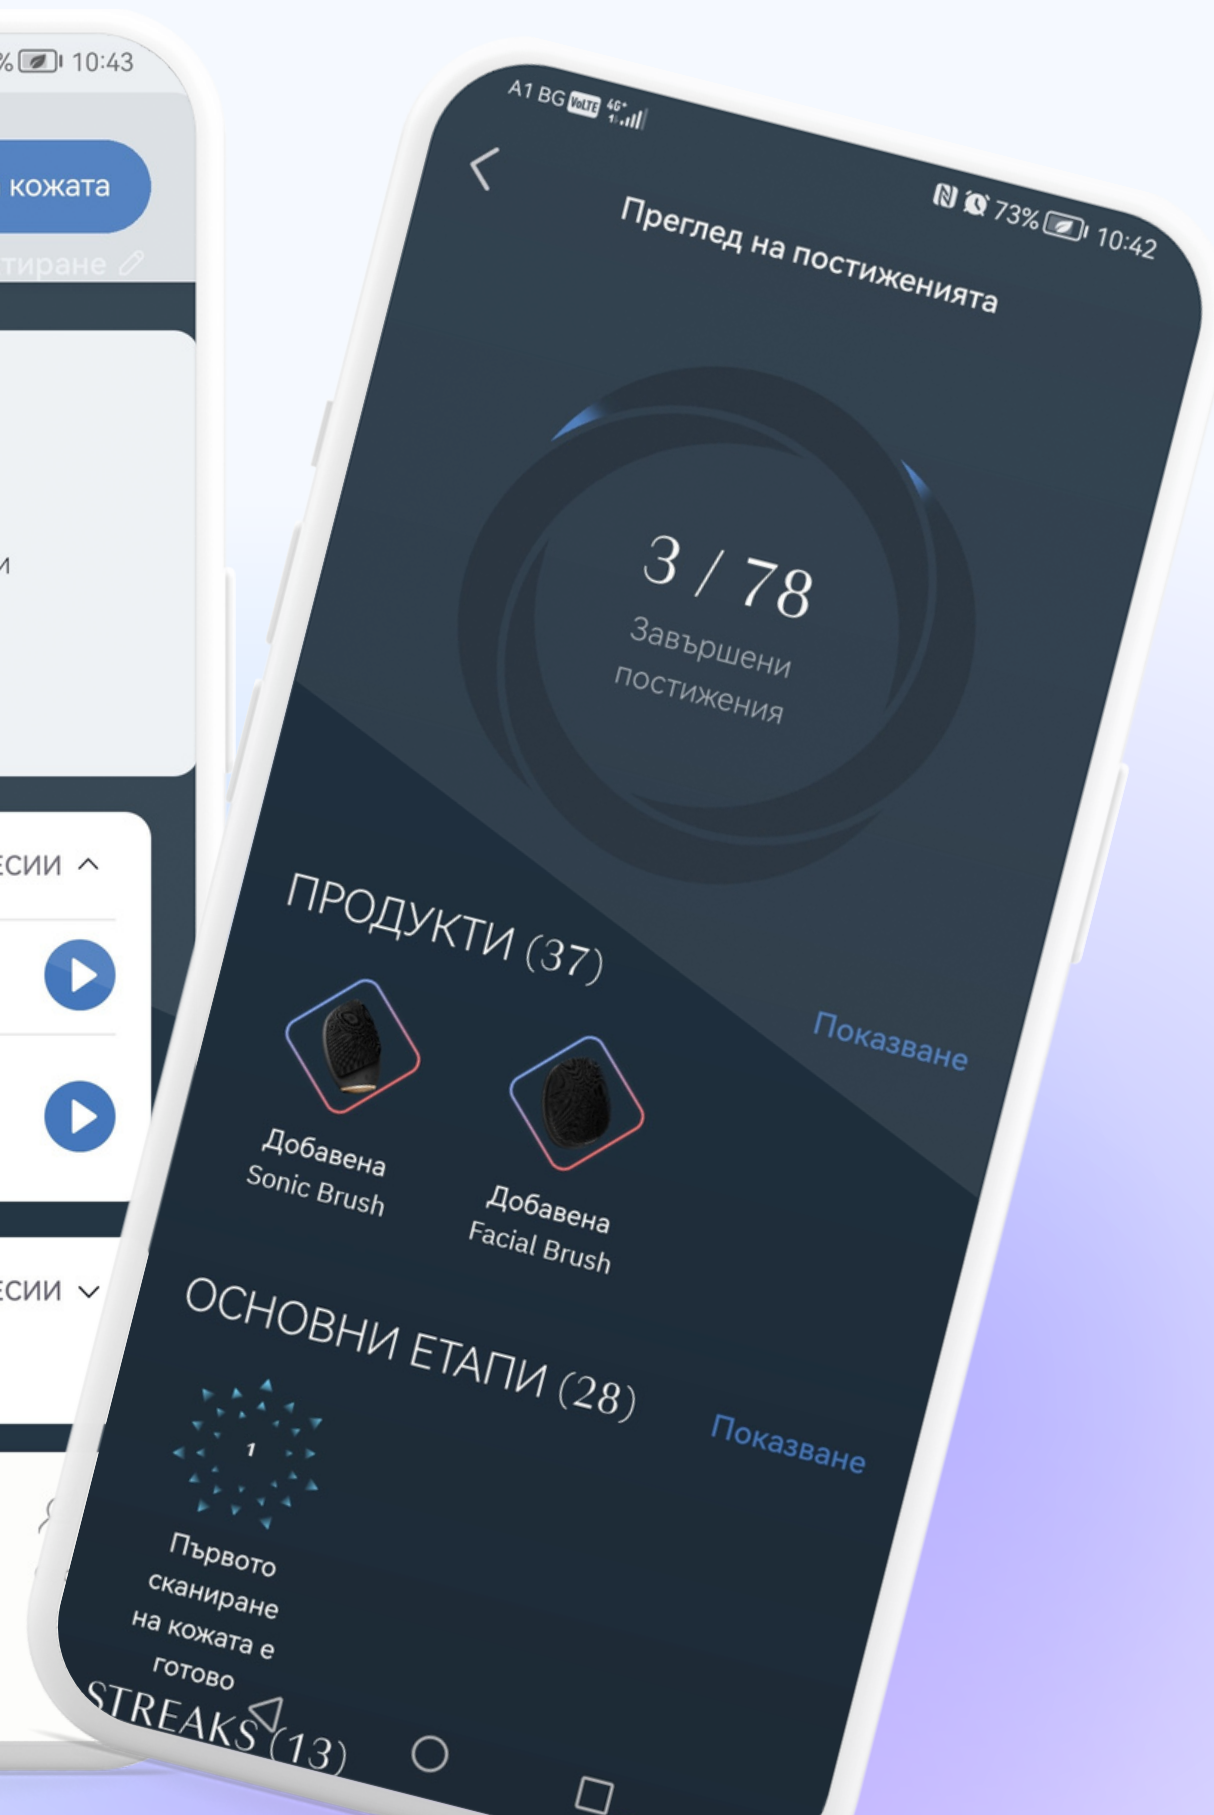 10:43
кожата
тиране
A1 BG VoLTE 4G+
73% 10:42
Преглед на постиженията
3 / 78
Завършени
постижения
ПРОДУКТИ (37)
Показване
Добавена
Sonic Brush
Добавена
Facial Brush
ОСНОВНИ ЕТАПИ (28)
Показване
1
Първото
сканиране
на кожата е
готово
STREAKS (13)